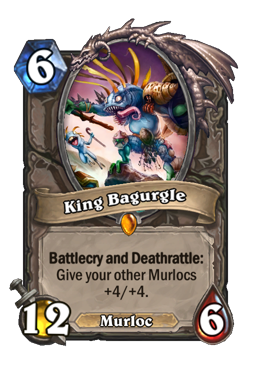 6
King Bagurgle
Battlecry and Deathrattle:
Give your other Murlocs
+4/+4.
12
Murloc
6